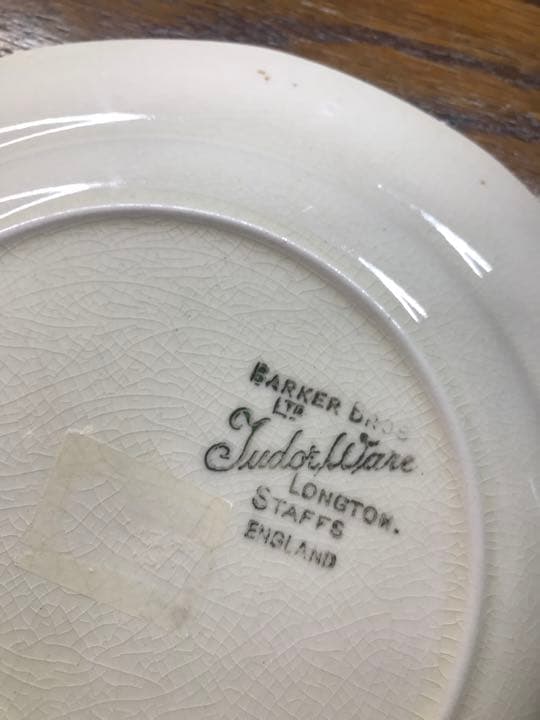 BARKER BROS
LTD
Tudor Ware
LONGTON.
STAFFS
ENGLAND